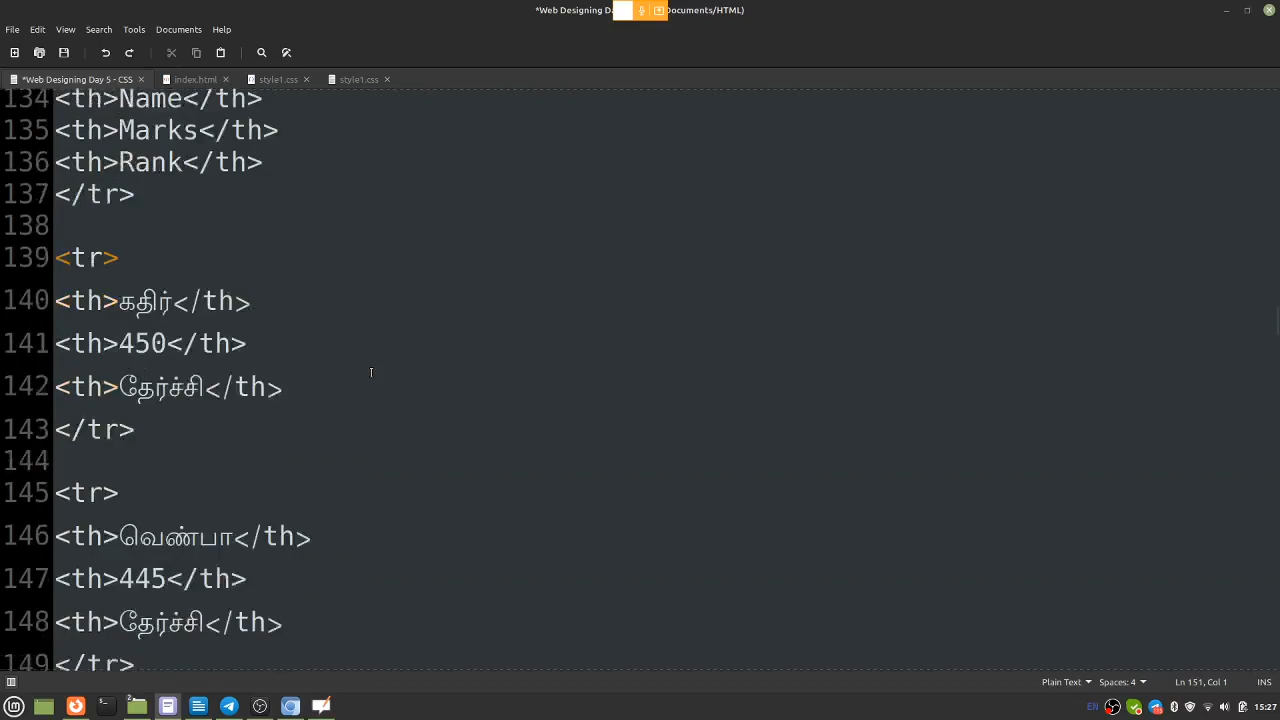 *Web Designing Da
Documents/HTML)
File Edit View Search Tools Documents Help
*Web Designing Day 5 - CSS index.html style1.css style1.css
134 <th>Name</th>
135 <th>Marks</th>
136 <th>Rank</th>
137 </tr>
138
139 <tr>
140 <th>கதிர்</th>
141 <th>450</th>
142 <th>தேர்ச்சி</th>
143 </tr>
144
145 <tr>
146 <th>வெண்பா</th>
147 <th>445</th>
148 <th>தேர்ச்சி</th>
149 </tr>
Plain Text Spaces: 4 Ln 151, Col 1 INS
2 EN 15:27